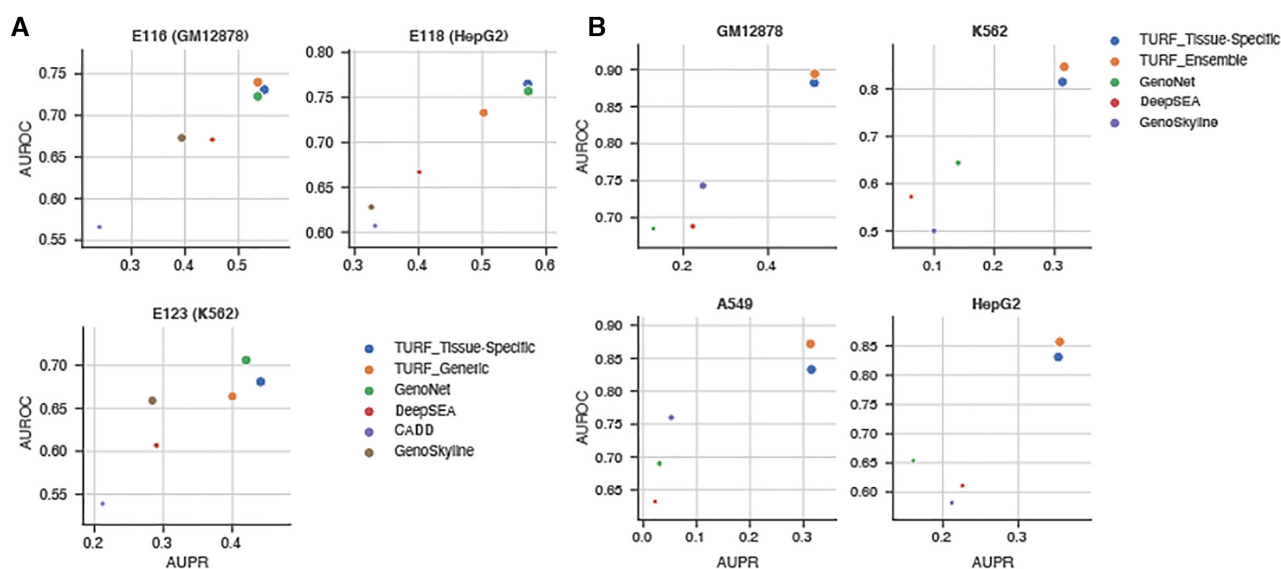 A
E116 (GM12878)
AUROC
0.75
0.70
0.65
0.60
0.55
0.3 0.4 0.5
E118 (HepG2)
0.80
0.75
0.70
0.65
0.60
0.3 0.4 0.5 0.6
E123 (K562)
AUROC
0.70
0.65
0.60
0.55
0.2 0.3 0.4
AUPR
TURF_Tissue-Specific
TURF_Generic
GenoNet
DeepSEA
CADD
GenoSkyline
B
GM12878
AUROC
0.90
0.85
0.80
0.75
0.70
0.2 0.4
K562
0.8
0.7
0.6
0.5
0.1 0.2 0.3
TURF_Tissue-Specific
TURF_Ensemble
GenoNet
DeepSEA
GenoSkyline
A549
AUROC
0.90
0.85
0.80
0.75
0.70
0.65
0.0 0.1 0.2 0.3
AUPR
HepG2
0.85
0.80
0.75
0.70
0.65
0.60
0.2 0.3
AUPR